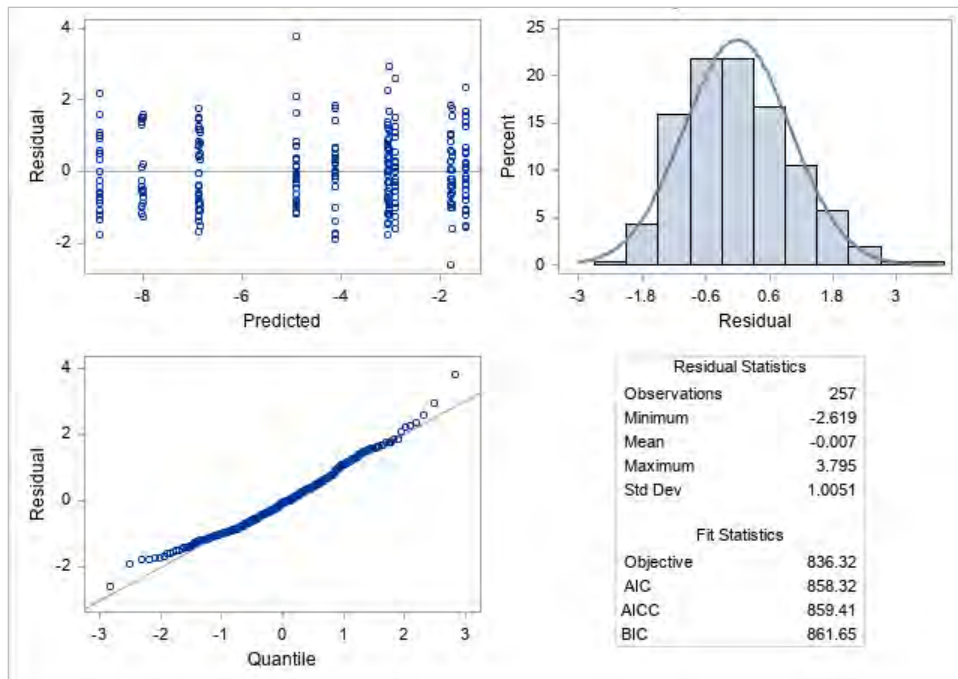 4
2
0
-2
Residual
-8
-6
-4
-2
Predicted
25
20
15
10
5
0
Percent
-3
-1.8
-0.6
0.6
1.8
3
Residual
4
2
0
-2
Residual
-3
-2
-1
0
1
2
3
Quantile
Residual Statistics
Observations 257
Minimum -2.619
Mean -0.007
Maximum 3.795
Std Dev 1.0051
Fit Statistics
Objective 836.32
AIC 858.32
AICC 859.41
BIC 861.65